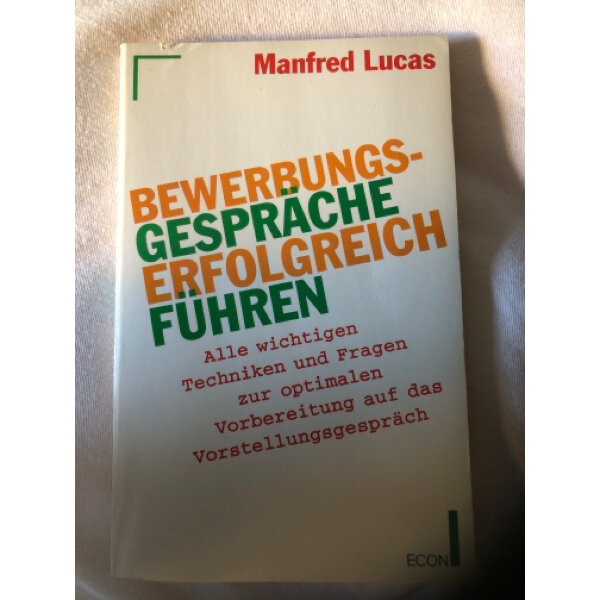 Manfred Lucas
BEWERBUNGS-
GESPRÄCHE
ERFOLGREICH
FÜHREN
Alle wichtigen
Techniken und Fragen
zur optimalen
Vorbereitung auf das
Vorstellungsgespräch
ECON